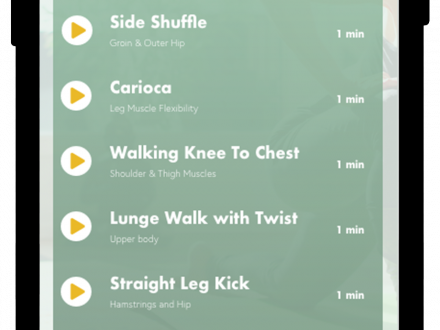 Side Shuffle
Groin & Outer Hip
1 min
Carioca
Leg Muscle Flexibility
1 min
Walking Knee To Chest
Shoulder & Thigh Muscles
1 min
Lunge Walk with Twist
Upper body
1 min
Straight Leg Kick
Hamstrings and Hip
1 min